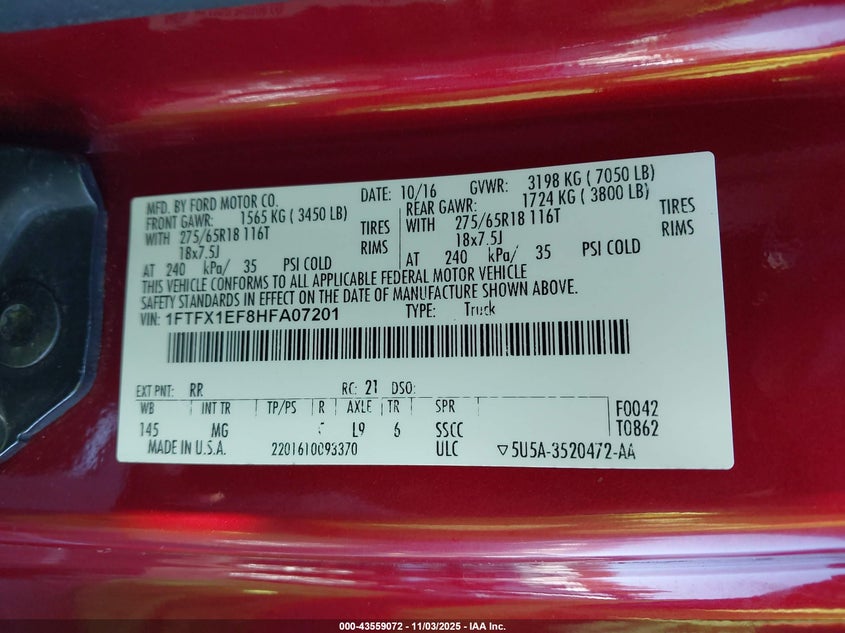 MFD. BY FORD MOTOR CO. DATE: 10/16 GVWR: 3198 KG ( 7050 LB)
FRONT GAWR: 1565 KG ( 3450 LB) REAR GAWR: 1724 KG ( 3800 LB)
WITH 275/65R18 116T TIRES WITH 275/65R18 116T TIRES
18x7.5J RIMS 18x7.5J RIMS
AT 240 kPa/ 35 PSI COLD AT 240 kPa/ 35 PSI COLD
THIS VEHICLE CONFORMS TO ALL APPLICABLE FEDERAL MOTOR VEHICLE
SAFETY STANDARDS IN EFFECT ON THE DATE OF MANUFACTURE SHOWN ABOVE.
VIN: 1FTFX1EF8HFA07201 TYPE: Truck
EXT PNT: RR RC: 21 DSO:
WB INT TR TP/PS R AXLE TR SPR F0042
145 MG L9 6 SSCC T0862
MADE IN U.S.A. 2201610093370 ULC ▽5U5A-3520472-AA
000-43559072 - 11/03/2025 - IAA Inc.